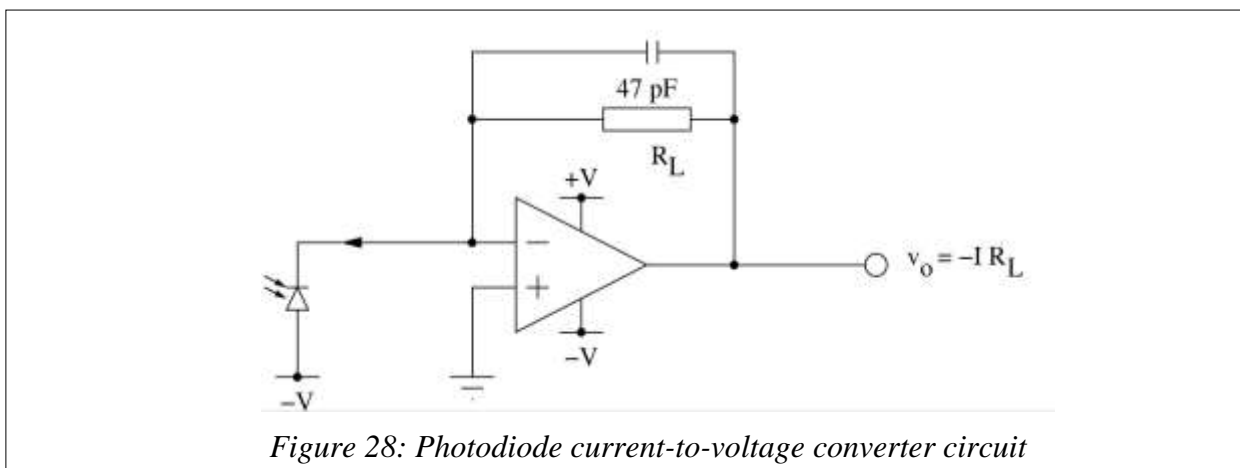 47 pF
R_L
+V
−
+
v_o = −I R_L
−V
−V
Figure 28: Photodiode current-to-voltage converter circuit